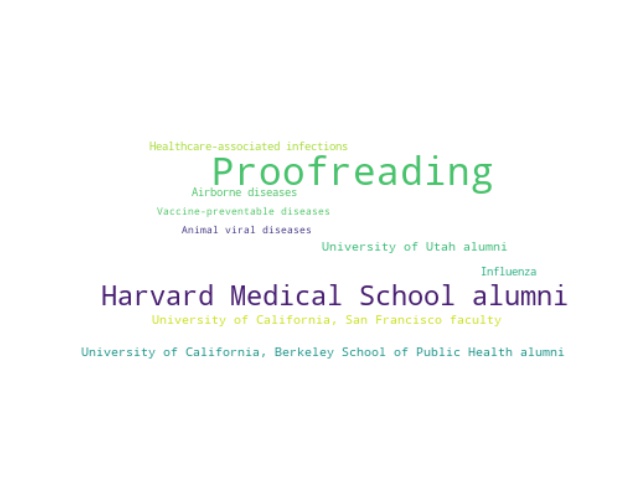 Healthcare-associated infections
Proofreading
Airborne diseases
Vaccine-preventable diseases
Animal viral diseases
University of Utah alumni
Influenza
Harvard Medical School alumni
University of California, San Francisco faculty
University of California, Berkeley School of Public Health alumni